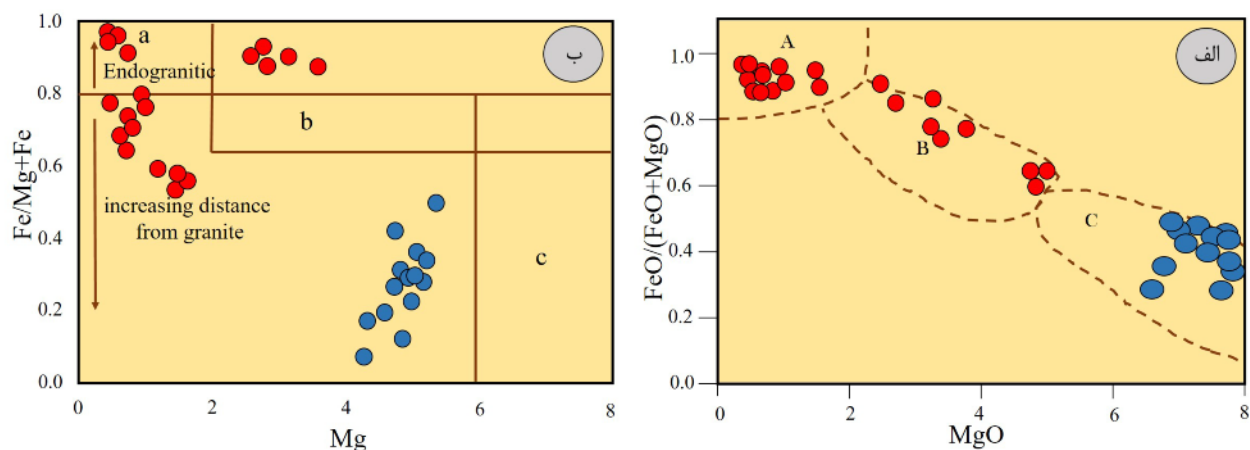 ب
1.0
0.8
0.6
0.4
0.2
0.0
Fe/Mg+Fe
a
Endogranitic
b
increasing distance
from granite
c
0
2
4
6
8
Mg
الف
1.0
0.8
0.6
0.4
0.2
0.0
FeO/(FeO+MgO)
A
B
C
2
4
6
8
MgO